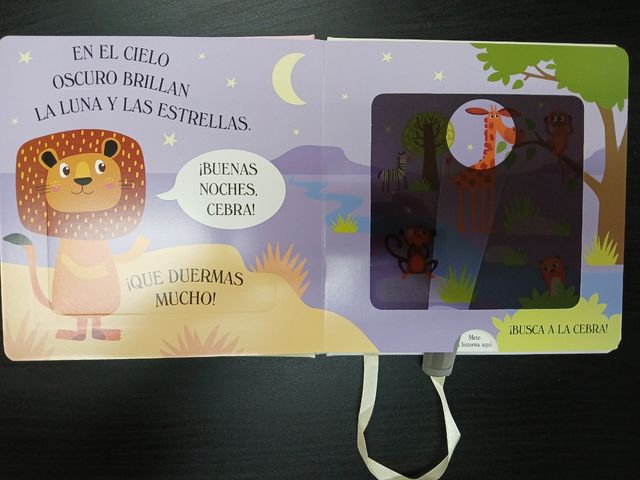 EN EL CIELO
OSCURO BRILLAN
LA LUNA Y LAS ESTRELLAS.
¡BUENAS
NOCHES,
CEBRA!
¡QUE DUERMAS
MUCHO!
¡BUSCA A LA CEBRA!
Mete
linterna aquí